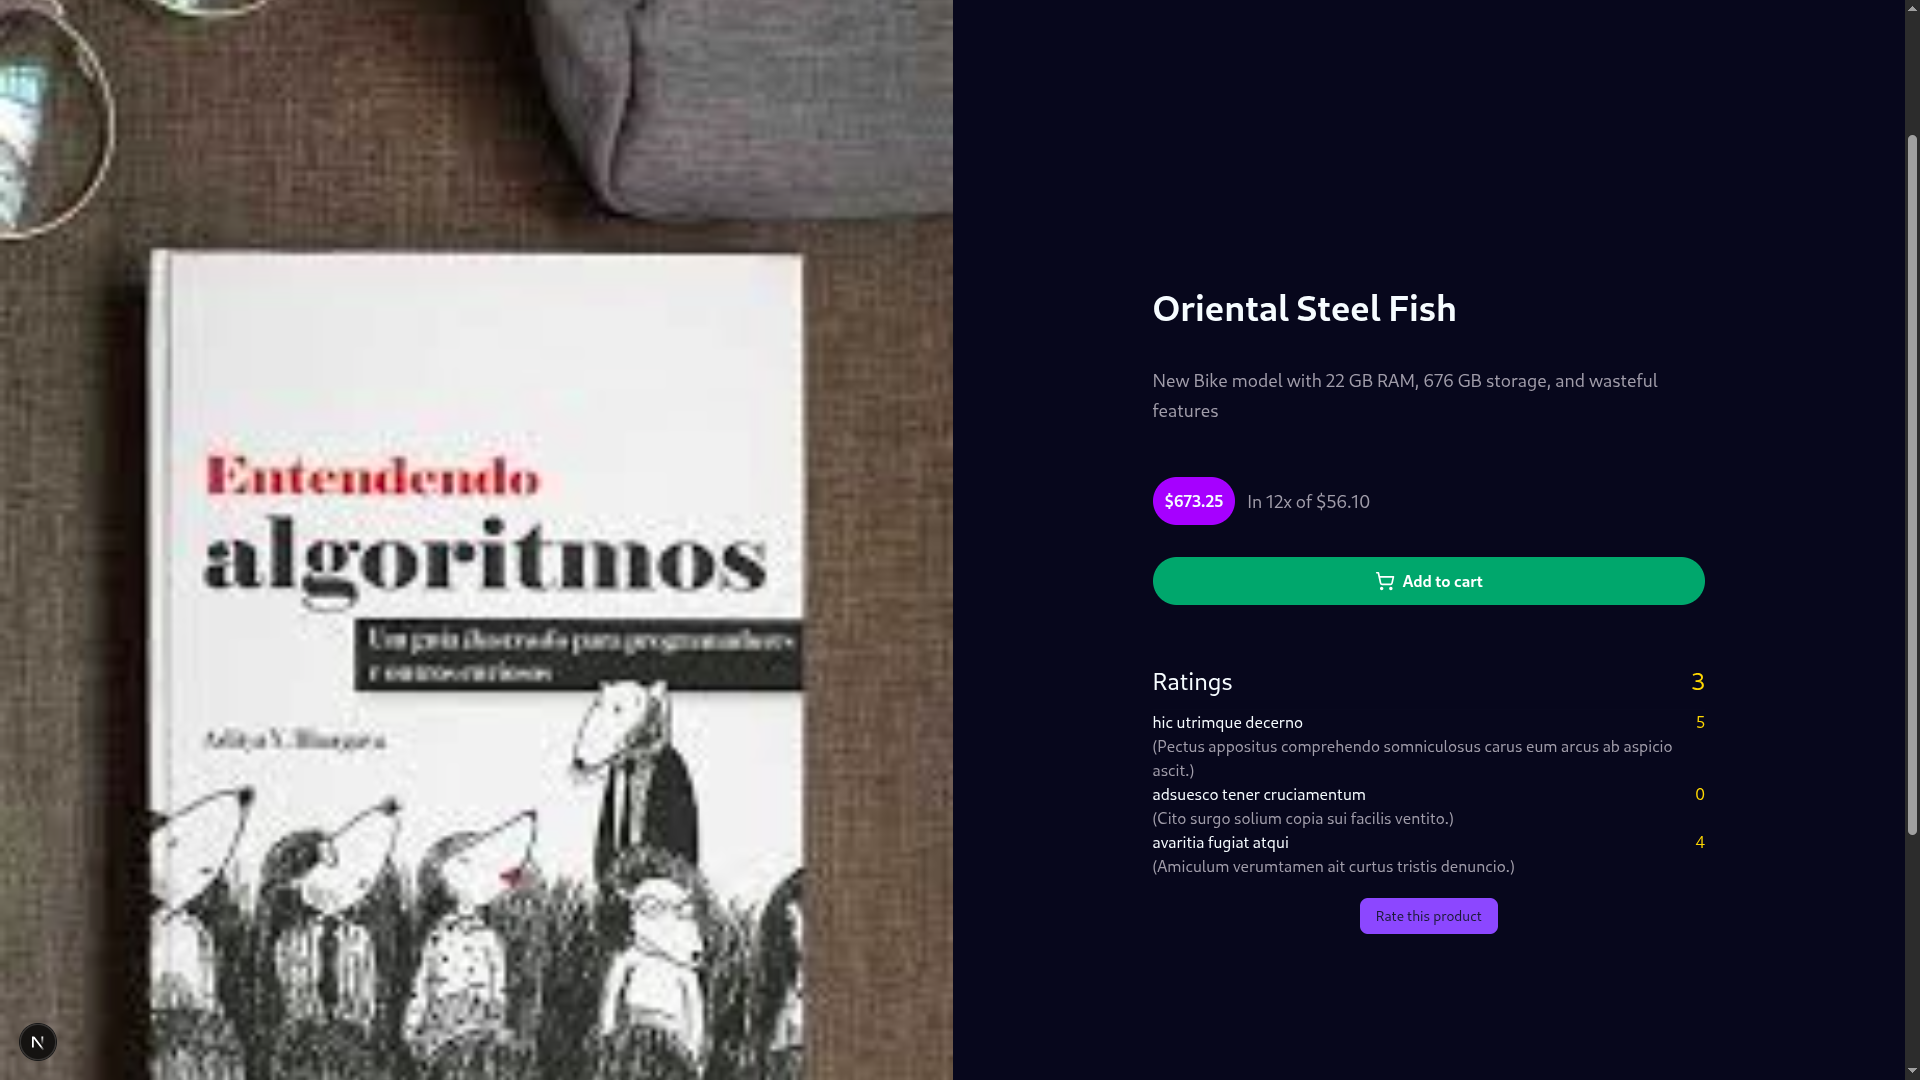 Entendendo
algoritmos
Um guia ilustrado para programadores
e outros curiosos
Aditya Y. Bhargava
Oriental Steel Fish
New Bike model with 22 GB RAM, 676 GB storage, and wasteful
features
$673.25 In 12x of $56.10
Add to cart
Ratings 3
hic utrimque decerno 5
(Pectus appositus comprehendo somniculosus carus eum arcus ab aspicio
ascit.)
adsuesco tener cruciamentum 0
(Cito surgo solium copia sui facilis ventito.)
avaritia fugiat atqui 4
(Amiculum verumtamen ait curtus tristis denuncio.)
Rate this product
N